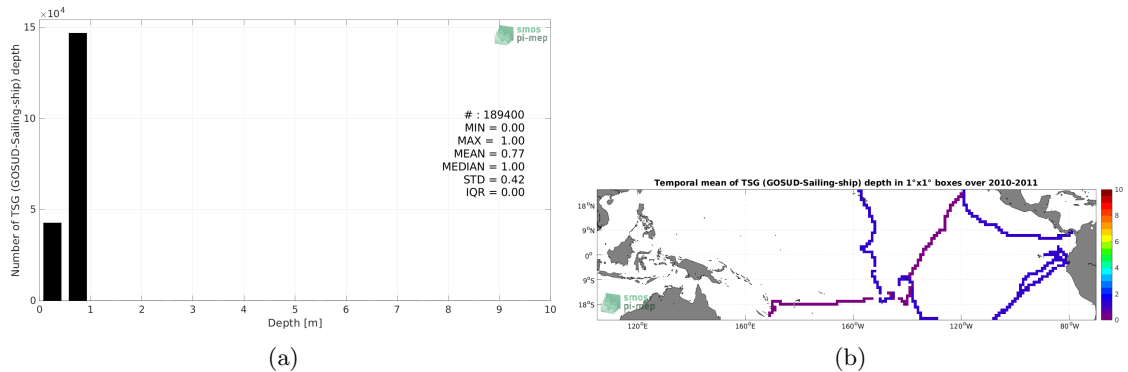 ×10⁴
15
10
5
0
Number of TSG (GOSUD-Sailing-ship) depth
smos
pi-mep
# : 189400
MIN = 0.00
MAX = 1.00
MEAN = 0.77
MEDIAN = 1.00
STD = 0.42
IQR = 0.00
0 1 2 3 4 5 6 7 8 9 10
Depth [m]
(a)
Temporal mean of TSG (GOSUD-Sailing-ship) depth in 1°x1° boxes over 2010-2011
18°N
9°N
0°
9°S
18°S
smos
pi-mep
120°E 160°E 160°W 120°W 80°W
10
8
6
4
2
0
(b)